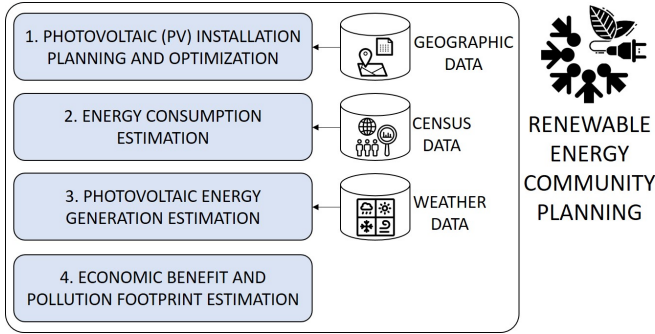 1. PHOTOVOLTAIC (PV) INSTALLATION
PLANNING AND OPTIMIZATION
GEOGRAPHIC
DATA
2. ENERGY CONSUMPTION
ESTIMATION
CENSUS
DATA
3. PHOTOVOLTAIC ENERGY
GENERATION ESTIMATION
WEATHER
DATA
4. ECONOMIC BENEFIT AND
POLLUTION FOOTPRINT ESTIMATION
RENEWABLE
ENERGY
COMMUNITY
PLANNING